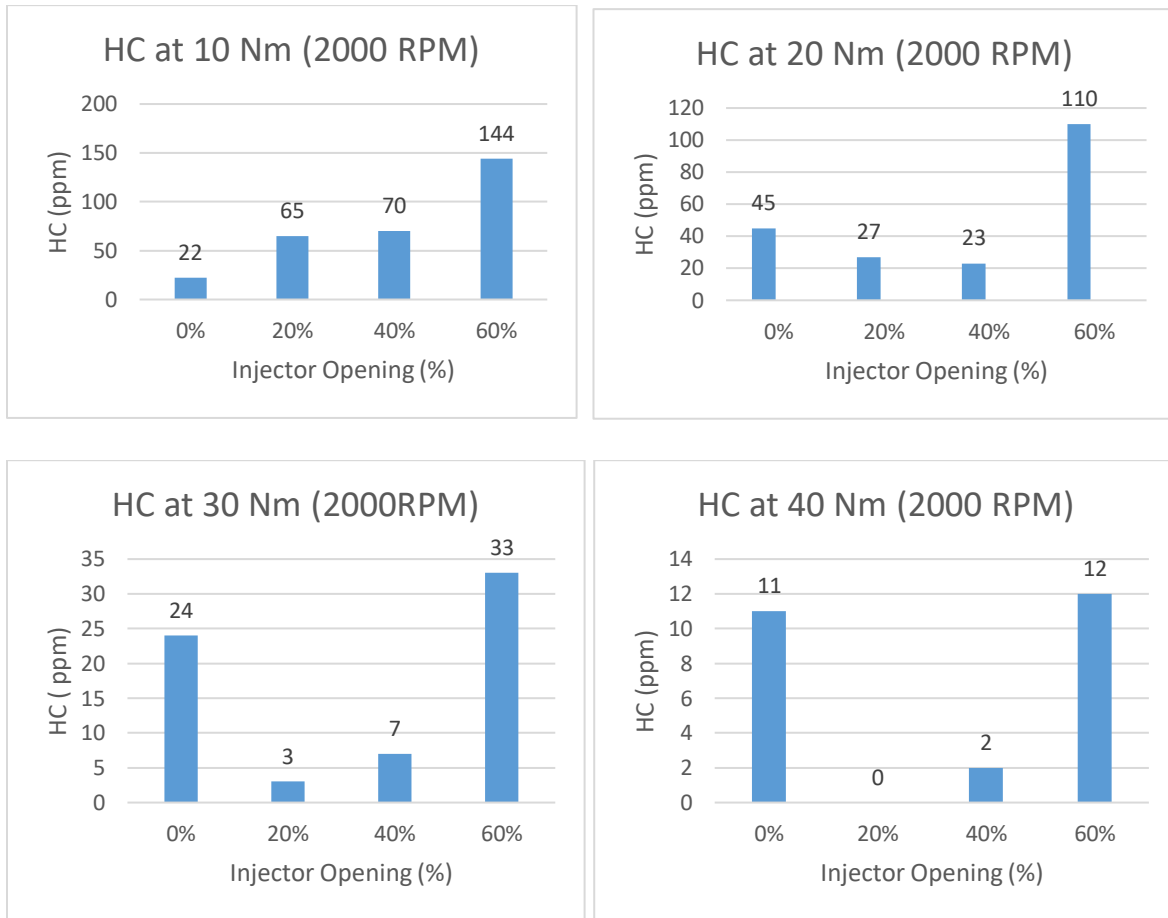 HC at 10 Nm (2000 RPM)
200
150
100
50
0
HC (ppm)
22
65
70
144
0% 20% 40% 60%
Injector Opening (%)
HC at 20 Nm (2000 RPM)
120
100
80
60
40
20
0
HC (ppm)
45
27
23
110
0% 20% 40% 60%
Injector Opening (%)
HC at 30 Nm (2000RPM)
35
30
25
20
15
10
5
0
HC ( ppm)
24
3
7
33
0% 20% 40% 60%
Injector Opening (%)
HC at 40 Nm (2000 RPM)
14
12
10
8
6
4
2
0
HC (ppm)
11
0
2
12
0% 20% 40% 60%
Injector Opening (%)